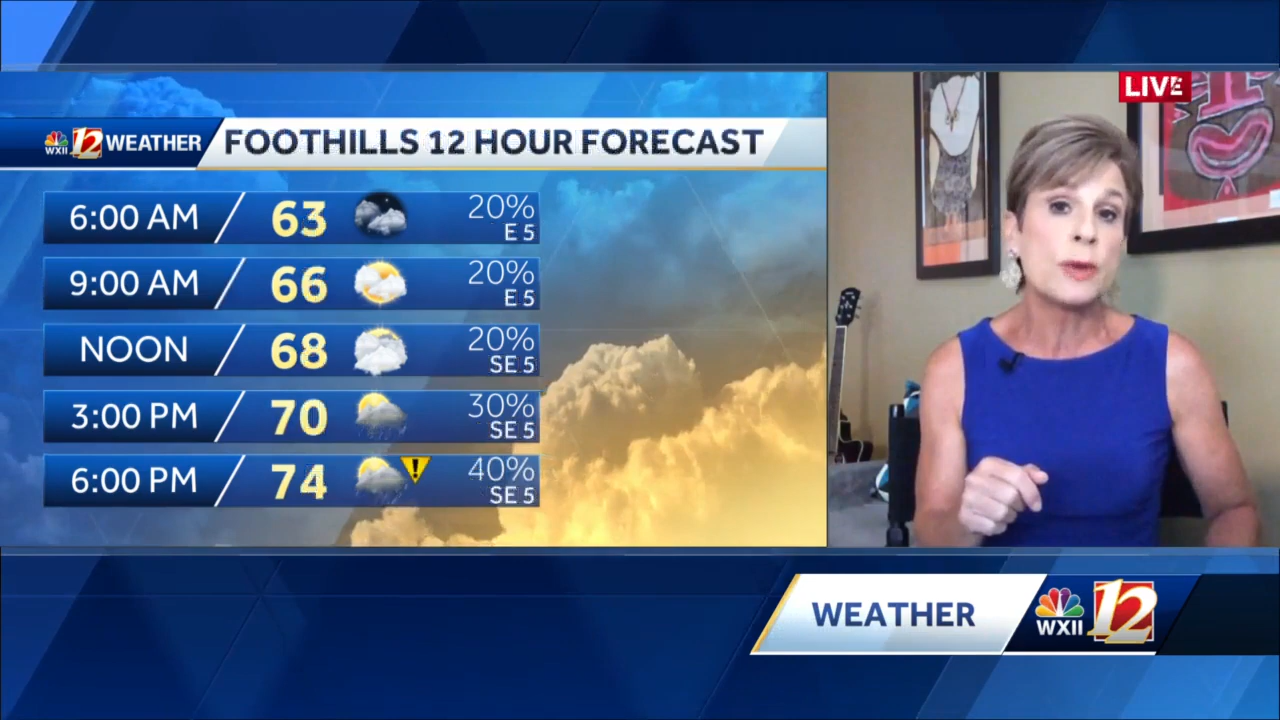 LIVE
WXII 12 WEATHER
FOOTHILLS 12 HOUR FORECAST
6:00 AM 63 20% E 5
9:00 AM 66 20% E 5
NOON 68 20% SE 5
3:00 PM 70 30% SE 5
6:00 PM 74 ! 40% SE 5
WEATHER WXII 12